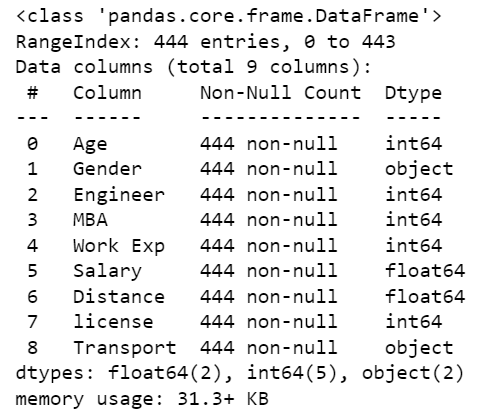 <class 'pandas.core.frame.DataFrame'>
RangeIndex: 444 entries, 0 to 443
Data columns (total 9 columns):
 #   Column     Non-Null Count  Dtype
---  ------     --------------  -----
 0   Age        444 non-null    int64
 1   Gender     444 non-null    object
 2   Engineer   444 non-null    int64
 3   MBA        444 non-null    int64
 4   Work Exp   444 non-null    int64
 5   Salary     444 non-null    float64
 6   Distance   444 non-null    float64
 7   license    444 non-null    int64
 8   Transport  444 non-null    object
dtypes: float64(2), int64(5), object(2)
memory usage: 31.3+ KB